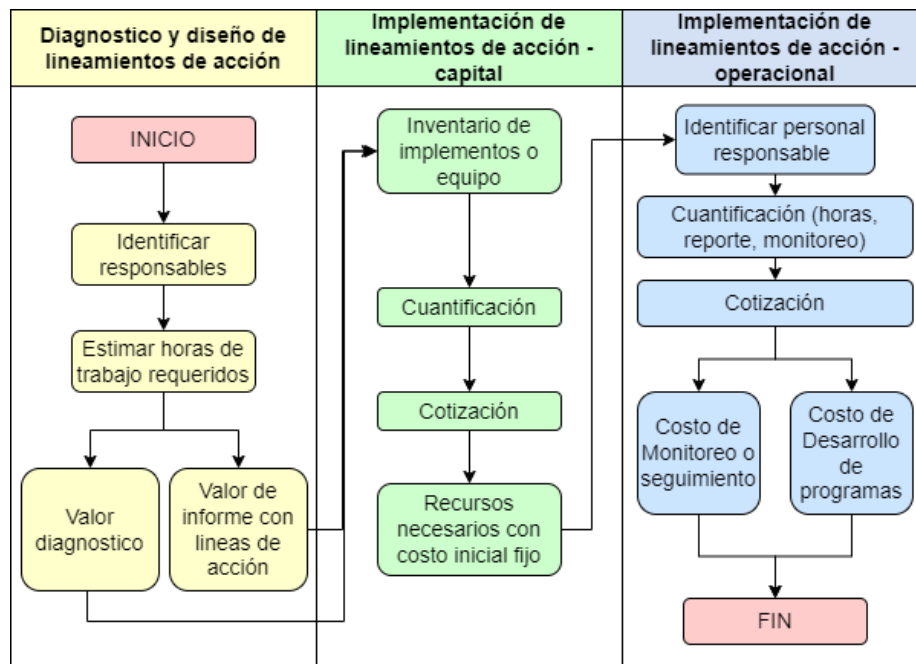 Diagnostico y diseño de
lineamientos de acción
Implementación de
lineamientos de acción -
capital
Implementación de
lineamientos de acción -
operacional
INICIO
Identificar
responsables
Estimar horas de
trabajo requeridos
Valor
diagnostico
Valor de
informe con
lineas de
acción
Inventario de
implementos o
equipo
Cuantificación
Cotización
Recursos
necesarios con
costo inicial fijo
Identificar personal
responsable
Cuantificación (horas,
reporte, monitoreo)
Cotización
Costo de
Monitoreo o
seguimiento
Costo de
Desarrollo
de
programas
FIN